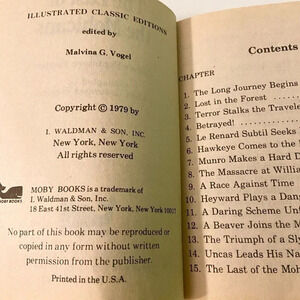 ILLUSTRATED CLASSIC EDITIONS
edited by
Malvina G. Vogel
Copyright © 1979 by
I. WALDMAN & SON, INC.
New York, New York
All rights reserved
MOBY BOOKS
MOBY BOOKS is a trademark of
I. Waldman & Son, Inc.
18 East 41st Street, New York, New York 10017
No part of this book may be reproduced or
copied in any form without written
permission from the publisher.
Printed in the U.S.A.
Contents
CHAPTER
1. The Long Journey Begins
2. Lost in the Forest
3. Terror Stalks the Travele
4. Betrayed!
5. Le Renard Subtil Seeks
6. Hawkeye Comes to the
7. Munro Makes a Hard D
8. The Massacre at William
9. A Race Against Time
10. Heyward Plays a Dang
11. A Daring Scheme Un
12. A Beaver Joins the M
13. The Triumph of a Sly
14. Uncas Leads His Na
15. The Last of the Moh